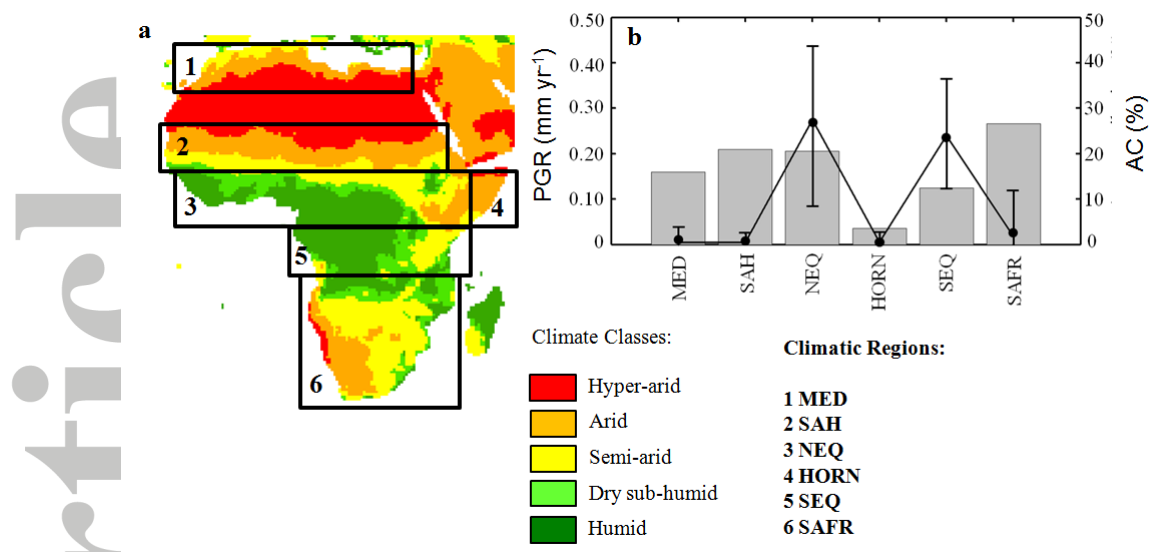 rticle
a
1
2
3
4
5
6
b
PGR (mm yr⁻¹)
0.50
0.40
0.30
0.20
0.10
0
50
40
30
20
10
0
AC (%)
MED
SAH
NEQ
HORN
SEQ
SAFR
Climate Classes:
Hyper-arid
Arid
Semi-arid
Dry sub-humid
Humid
Climatic Regions:
1 MED
2 SAH
3 NEQ
4 HORN
5 SEQ
6 SAFR